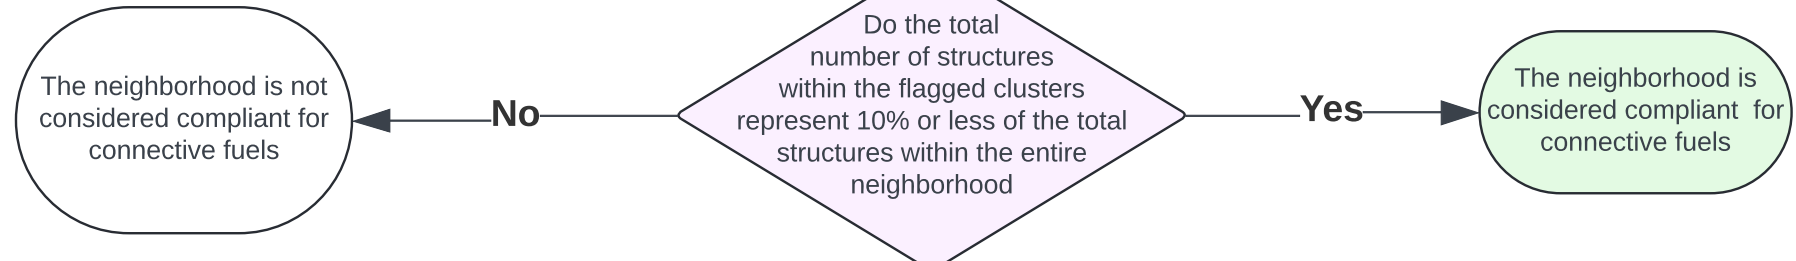 The neighborhood is not
considered compliant for
connective fuels
No
Do the total
number of structures
within the flagged clusters
represent 10% or less of the total
structures within the entire
neighborhood
Yes
The neighborhood is
considered compliant  for
connective fuels